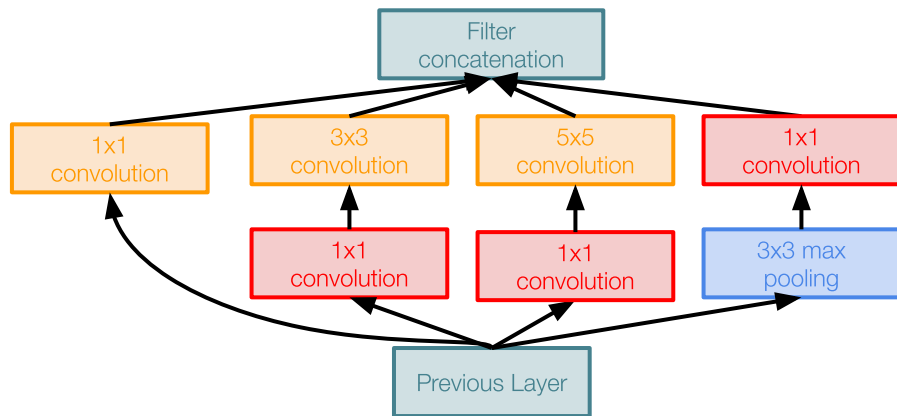 Filter
concatenation
1x1
convolution
3x3
convolution
5x5
convolution
1x1
convolution
1x1
convolution
1x1
convolution
3x3 max
pooling
Previous Layer